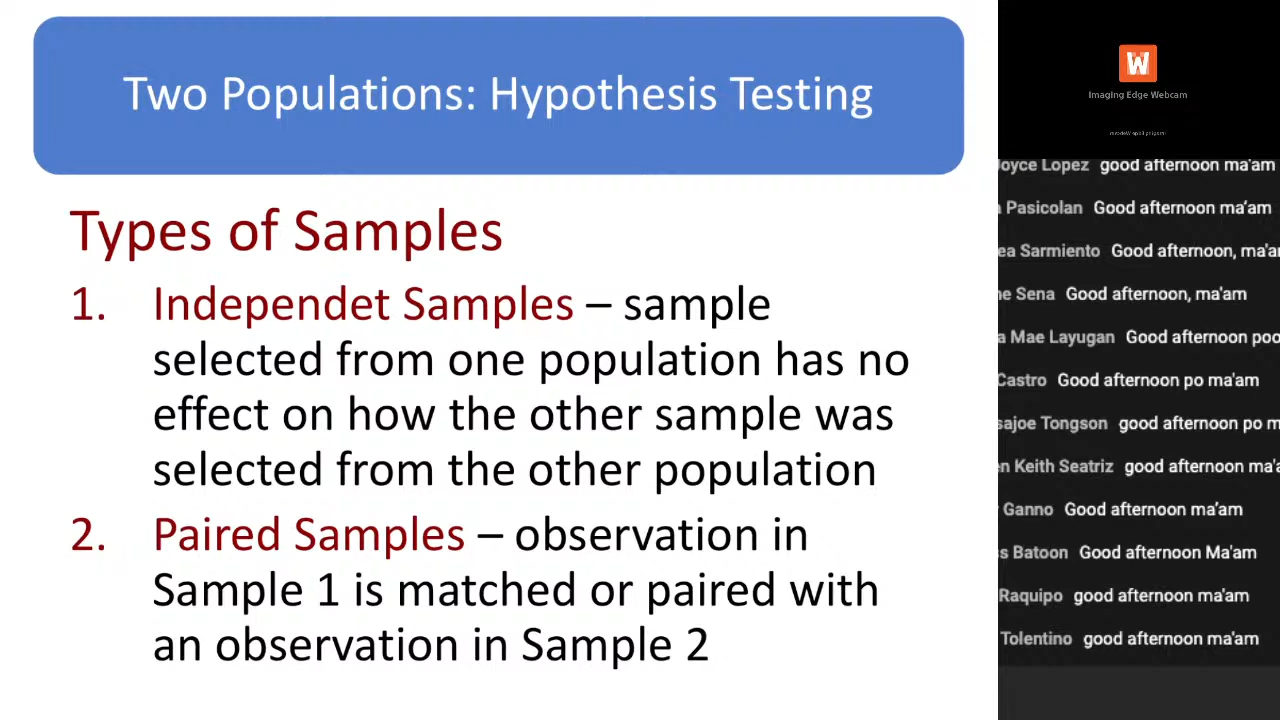 Two Populations: Hypothesis Testing
Types of Samples
1. Independet Samples – sample
selected from one population has no
effect on how the other sample was
selected from the other population
2. Paired Samples – observation in
Sample 1 is matched or paired with
an observation in Sample 2
W
Imaging Edge Webcam
Joyce Lopez good afternoon ma'am
Pasicolan Good afternoon ma'am
Sarmiento Good afternoon, ma'am
Sena Good afternoon, ma'am
Mae Layugan Good afternoon poo
Castro Good afternoon po ma'am
Tongson good afternoon po m
Keith Seatriz good afternoon ma'a
Ganno Good afternoon ma'am
Batoon Good afternoon Ma'am
Raquipo good afternoon ma'am
Tolentino good afternoon ma'am